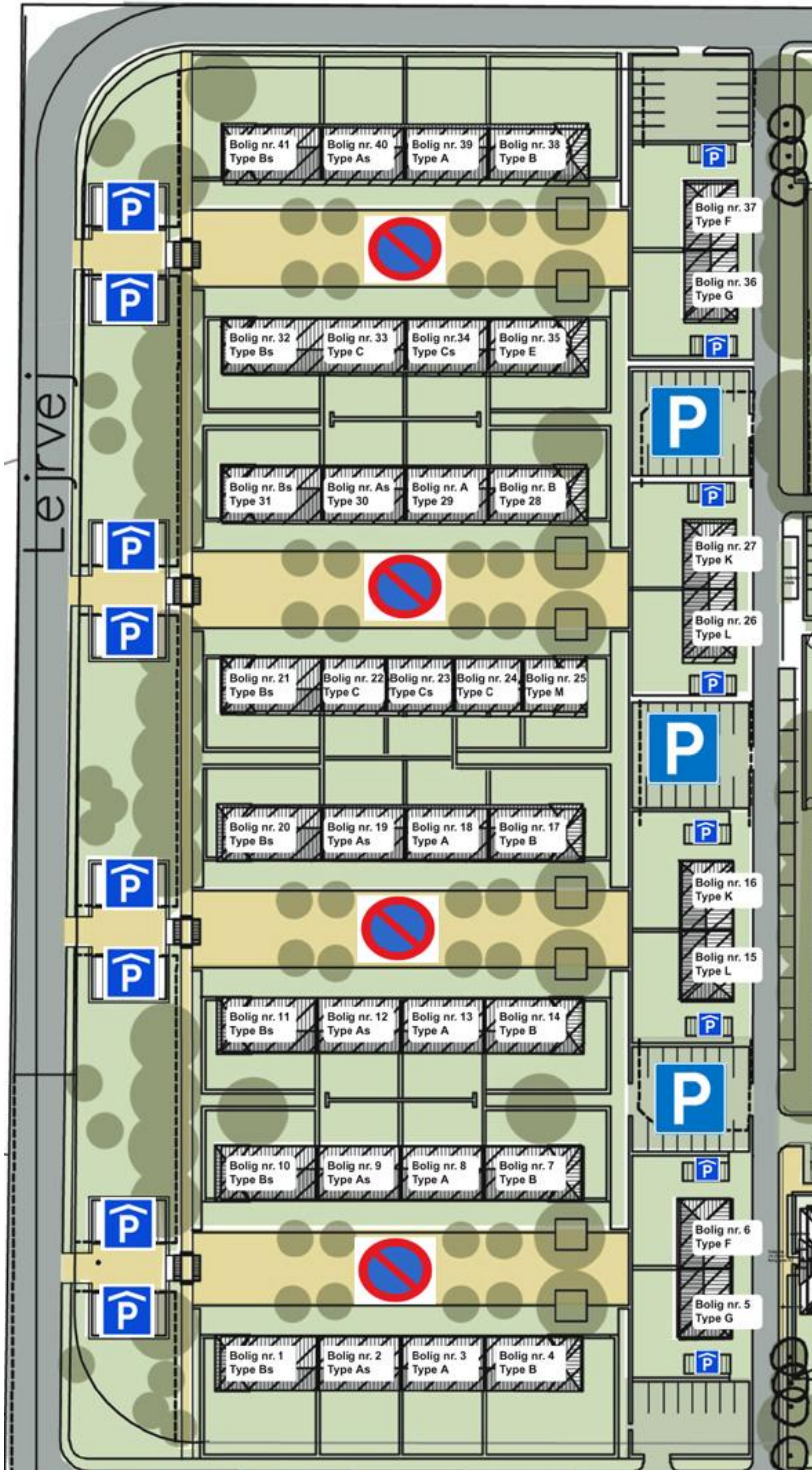 Bolig nr. 41
Type Bs
Bolig nr. 40
Type As
Bolig nr. 39
Type A
Bolig nr. 38
Type B
P
Bolig nr. 37
Type F
P
P
Bolig nr. 36
Type G
P
Bolig nr. 32
Type Bs
Bolig nr. 33
Type C
Bolig nr.34
Type Cs
Bolig nr. 35
Type E
Lejrvej
P
Bolig nr. Bs
Type 31
Bolig nr. As
Type 30
Bolig nr. A
Type 29
Bolig nr. B
Type 28
P
P
Bolig nr. 27
Type K
P
Bolig nr. 26
Type L
Bolig nr. 21
Type Bs
Bolig nr. 22
Type C
Bolig nr. 23
Type Cs
Bolig nr. 24
Type C
Bolig nr. 25
Type M
P
P
Bolig nr. 20
Type Bs
Bolig nr. 19
Type As
Bolig nr. 18
Type A
Bolig nr. 17
Type B
P
P
Bolig nr. 16
Type K
P
Bolig nr. 15
Type L
Bolig nr. 11
Type Bs
Bolig nr. 12
Type As
Bolig nr. 13
Type A
Bolig nr. 14
Type B
P
P
Bolig nr. 10
Type Bs
Bolig nr. 9
Type As
Bolig nr. 8
Type A
Bolig nr. 7
Type B
P
P
Bolig nr. 6
Type F
P
Bolig nr. 5
Type G
Bolig nr. 1
Type Bs
Bolig nr. 2
Type As
Bolig nr. 3
Type A
Bolig nr. 4
Type B
P